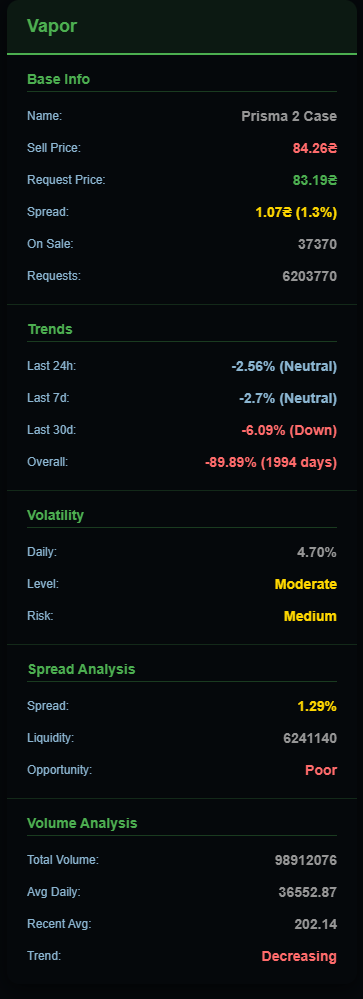 Vapor
Base Info
Name: Prisma 2 Case
Sell Price: 84.26₴
Request Price: 83.19₴
Spread: 1.07₴ (1.3%)
On Sale: 37370
Requests: 6203770
Trends
Last 24h: -2.56% (Neutral)
Last 7d: -2.7% (Neutral)
Last 30d: -6.09% (Down)
Overall: -89.89% (1994 days)
Volatility
Daily: 4.70%
Level: Moderate
Risk: Medium
Spread Analysis
Spread: 1.29%
Liquidity: 6241140
Opportunity: Poor
Volume Analysis
Total Volume: 98912076
Avg Daily: 36552.87
Recent Avg: 202.14
Trend: Decreasing